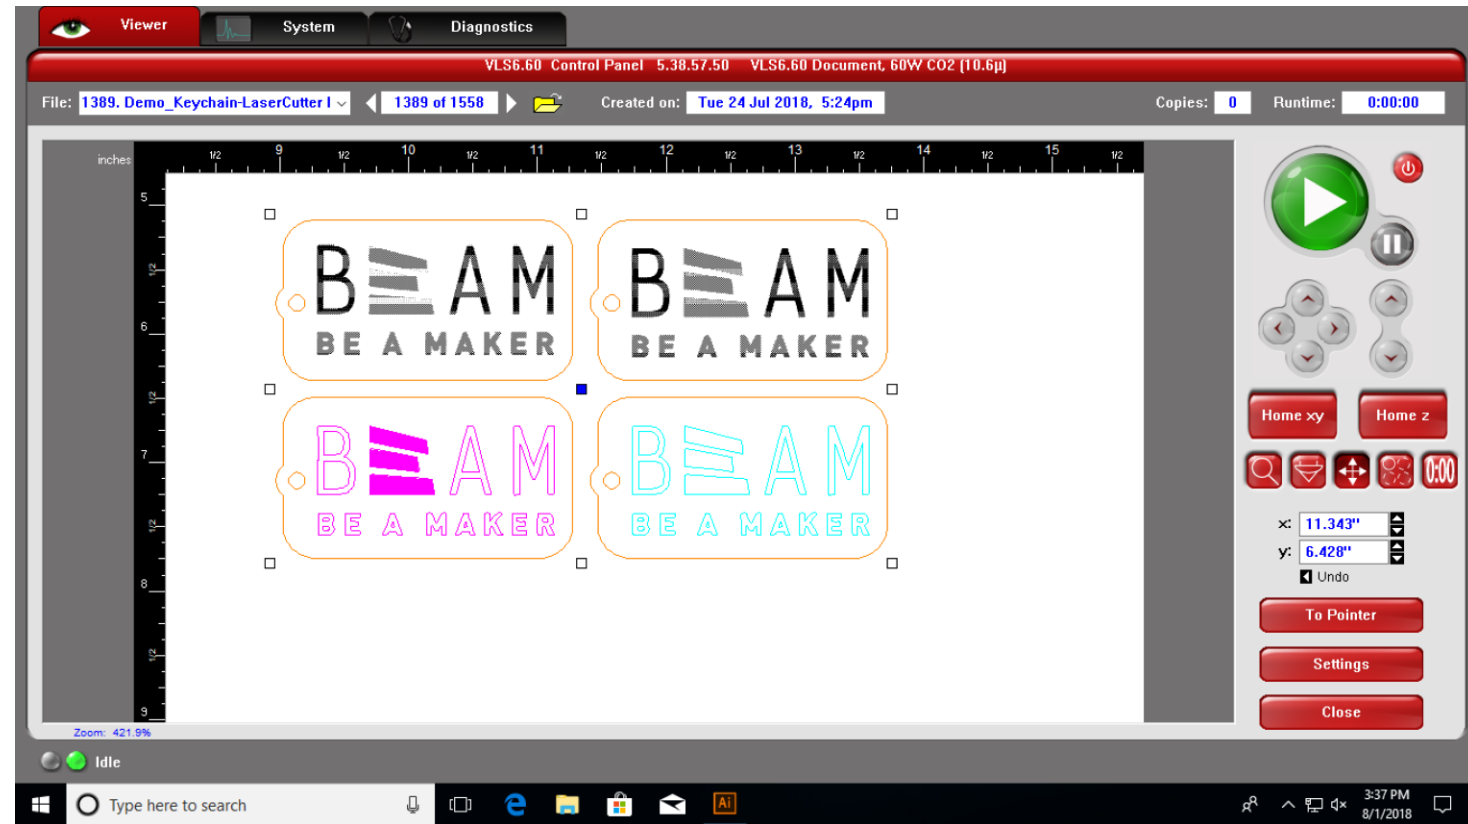 Viewer
System
Diagnostics
VLS6.60 Control Panel 5.38.57.50 VLS6.60 Document, 60W CO2 (10.6µ)
File: 1389. Demo_Keychain-LaserCutter
1389 of 1558
Created on: Tue 24 Jul 2018, 5:24pm
Copies: 0
Runtime: 0:00:00
inches
1/2 9 1/2 10 1/2 11 1/2 12 1/2 13 1/2 14 1/2 15 1/2
5
1/2
6
1/2
7
1/2
8
1/2
9
BEAM
BE A MAKER
BEAM
BE A MAKER
BEAM
BE A MAKER
BEAM
BE A MAKER
Home xy
Home z
0:00
x: 11.343"
y: 6.428"
Undo
To Pointer
Settings
Close
Zoom: 421.9%
Idle
Type here to search
Ai
3:37 PM
8/1/2018